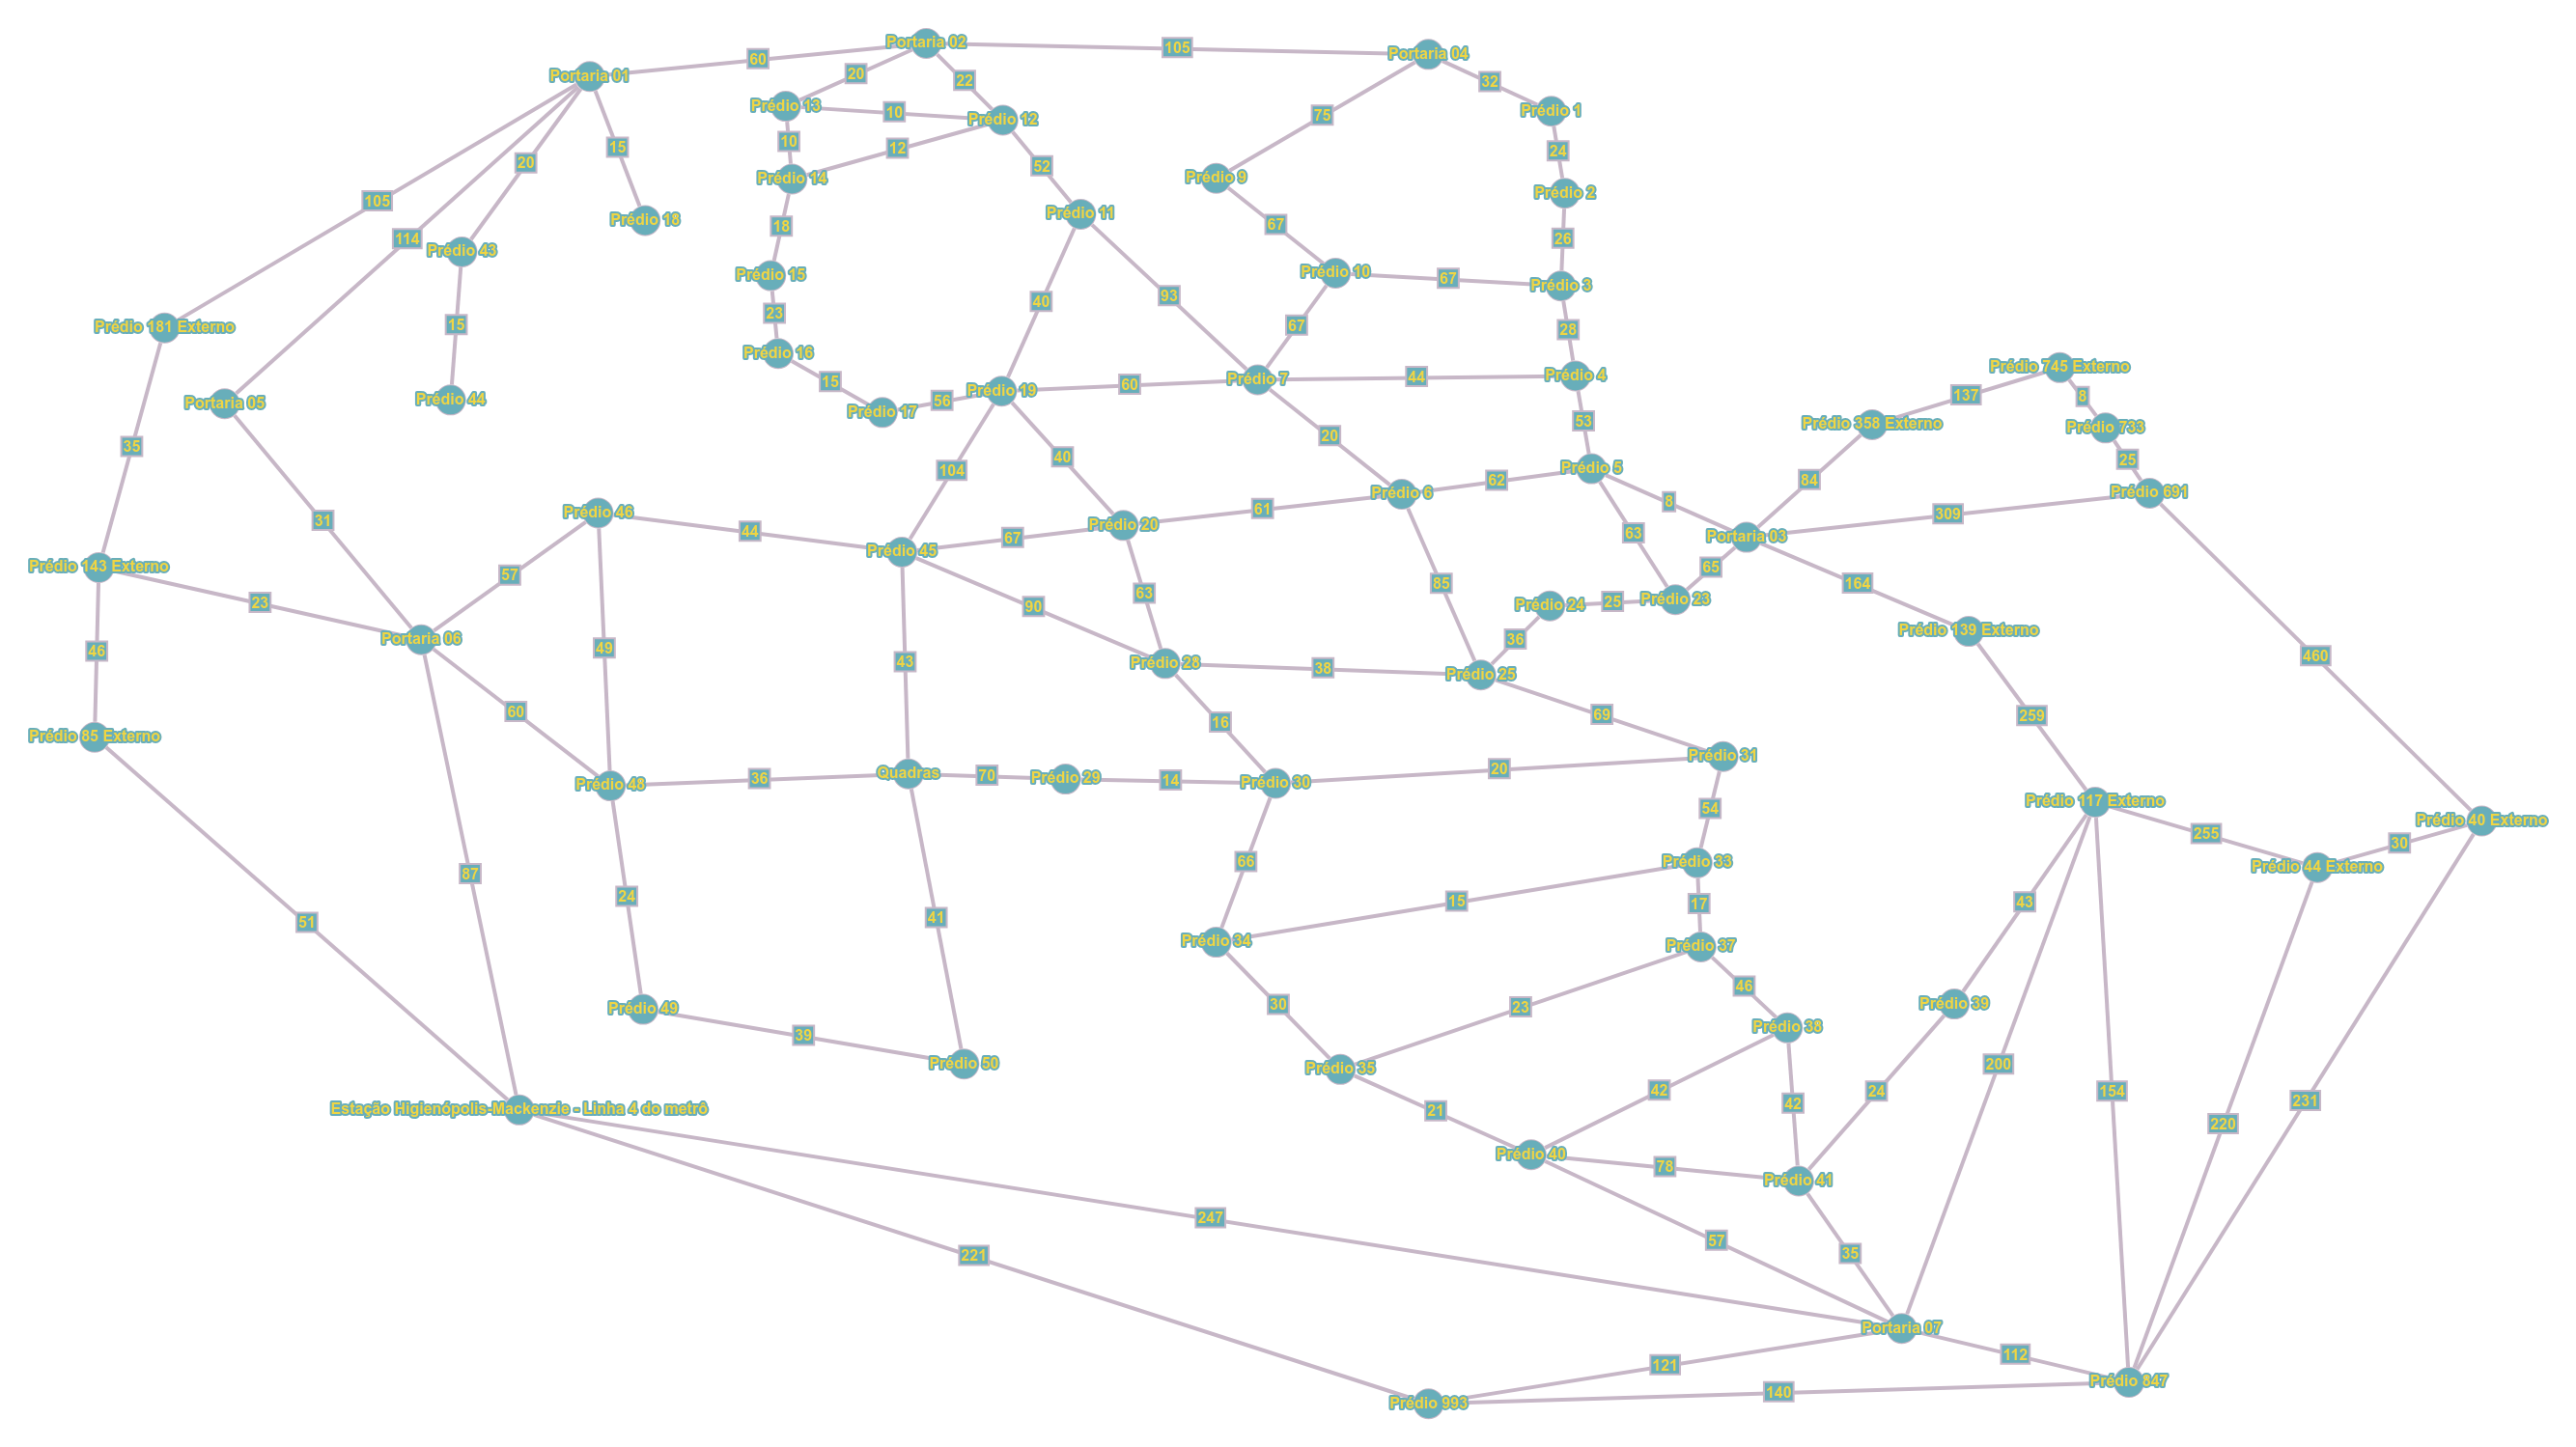 Portaria 02
Portaria 04
105
60
Portaria 01
20
22
32
Prédio 13
10
Prédio 12
Prédio 1
75
10
12
15
20
24
52
Prédio 14
Prédio 9
Prédio 2
105
Prédio 18
Prédio 11
18
67
114
Prédio 43
26
Prédio 15
Prédio 10
67
Prédio 3
40
93
23
15
67
28
Prédio 181 Externo
Prédio 16
Prédio 745 Externo
Prédio 7
44
Prédio 4
15
60
Prédio 19
137
8
Prédio 44
Portaria 05
56
Prédio 17
53
Prédio 358 Externo
Prédio 733
20
35
40
25
104
Prédio 5
62
84
Prédio 6
Prédio 691
8
61
309
Prédio 46
31
Prédio 20
44
67
63
Portaria 03
Prédio 45
Prédio 143 Externo
57
65
85
164
63
23
90
Prédio 24
25
Prédio 23
Portaria 06
36
Prédio 139 Externo
49
46
43
460
Prédio 28
38
Prédio 25
60
16
69
259
Prédio 85 Externo
Prédio 31
20
Quadras
70
Prédio 29
14
Prédio 30
36
Prédio 48
54
Prédio 117 Externo
Prédio 40 Externo
255
30
66
Prédio 33
Prédio 44 Externo
87
24
15
17
43
51
41
Prédio 34
Prédio 37
46
30
23
Prédio 39
Prédio 49
39
Prédio 38
Prédio 50
Prédio 35
200
42
24
154
231
Estação Higienópolis-Mackenzie - Linha 4 do metrô
21
42
220
Prédio 40
78
Prédio 41
247
57
35
221
Portaria 07
121
112
Prédio 847
140
Prédio 993